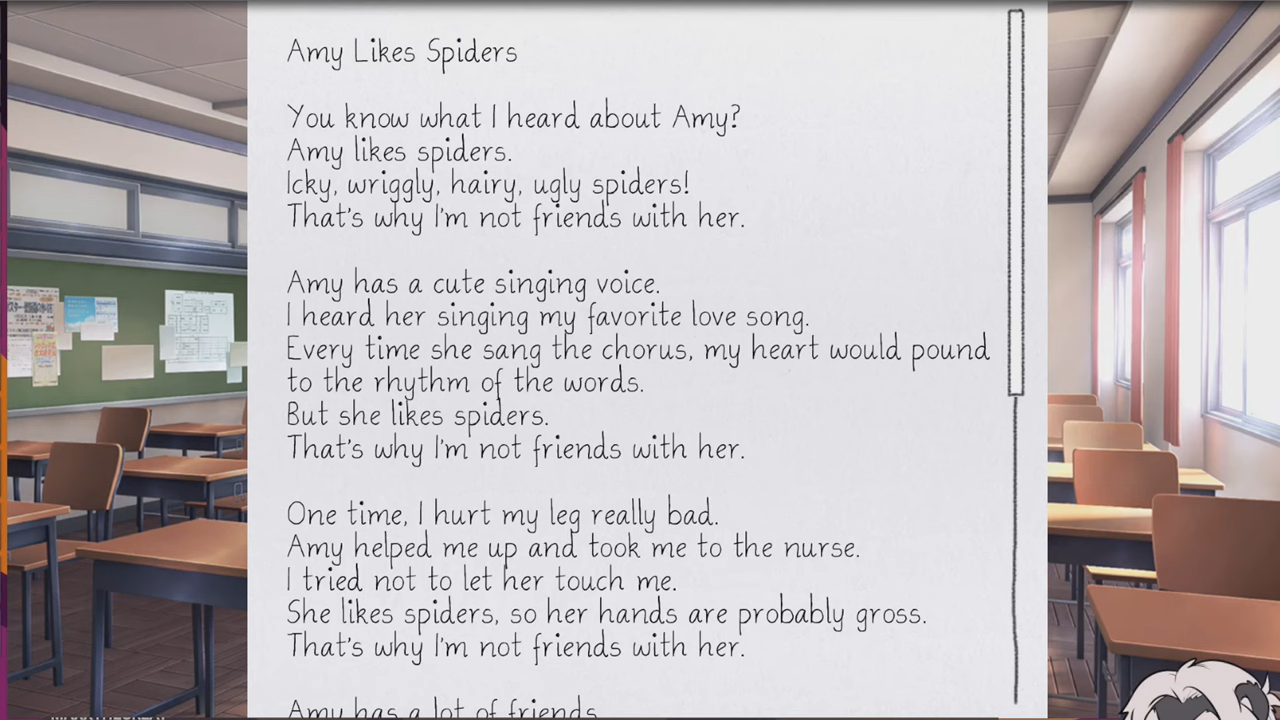 Amy Likes Spiders
You know what I heard about Amy?
Amy likes spiders.
Icky, wriggly, hairy, ugly spiders!
That's why I'm not friends with her.
Amy has a cute singing voice.
I heard her singing my favorite love song.
Every time she sang the chorus, my heart would pound
to the rhythm of the words.
But she likes spiders.
That's why I'm not friends with her.
One time, I hurt my leg really bad.
Amy helped me up and took me to the nurse.
I tried not to let her touch me.
She likes spiders, so her hands are probably gross.
That's why I'm not friends with her.
Amy has a lot of friends